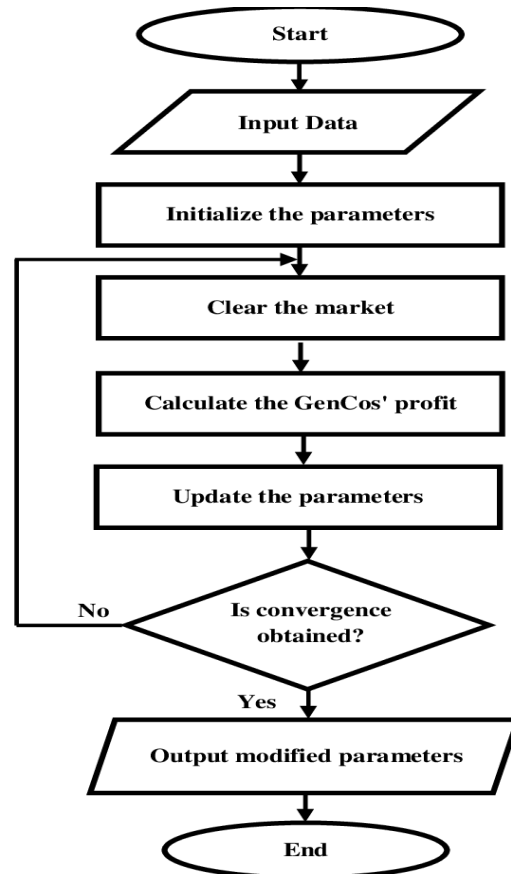 Start
Input Data
Initialize the parameters
Clear the market
Calculate the GenCos' profit
Update the parameters
Is convergence
obtained?
No
Yes
Output modified parameters
End